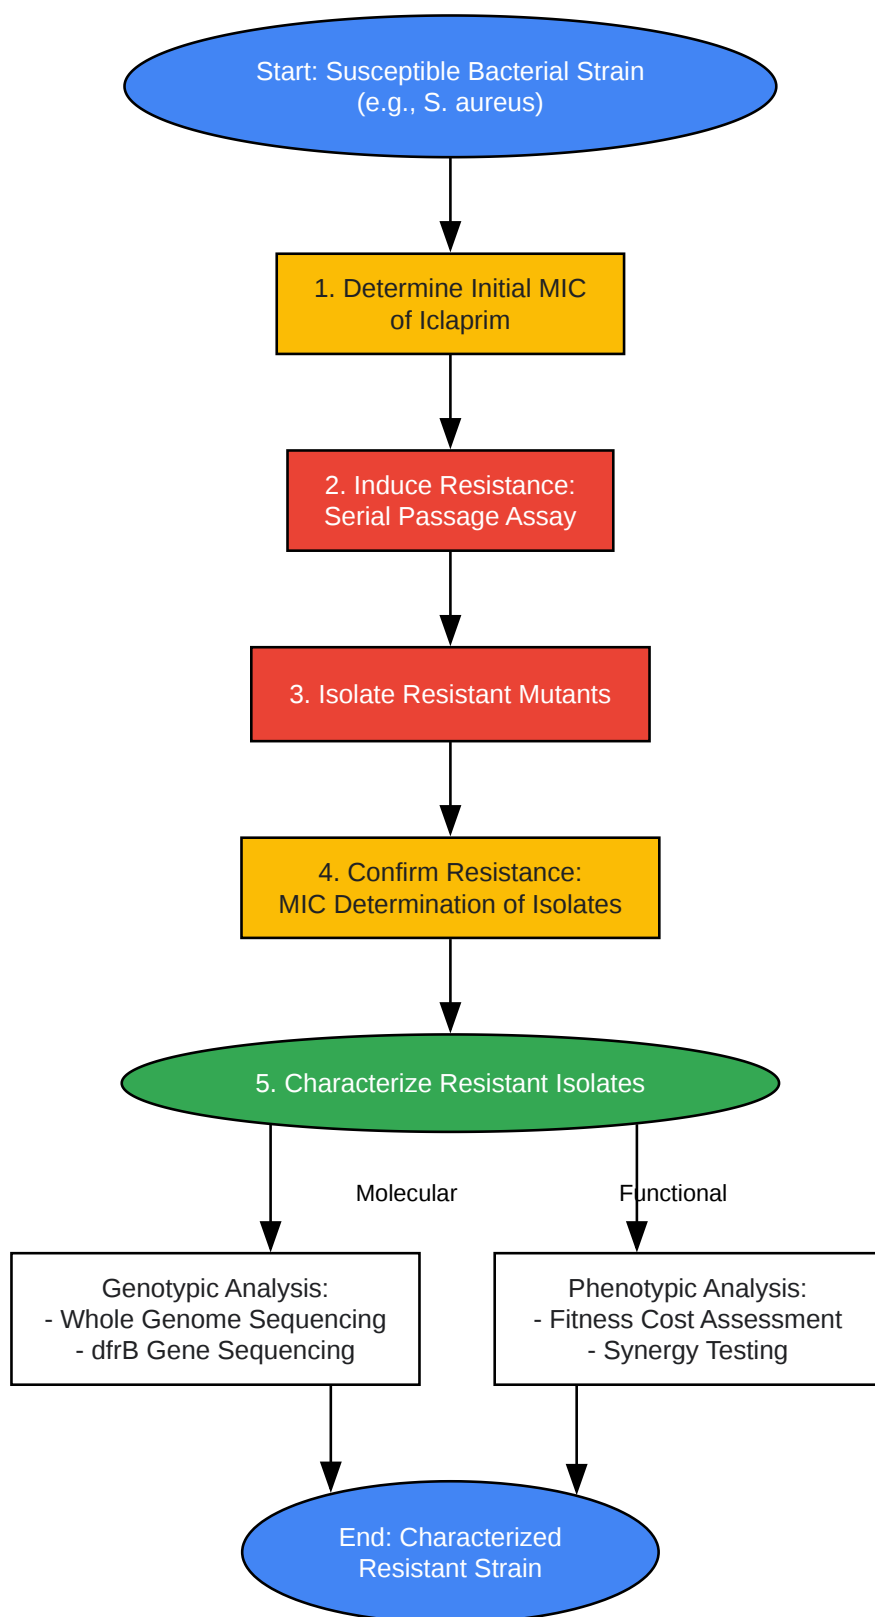 Start: Susceptible Bacterial Strain
(e.g., S. aureus)
1. Determine Initial MIC
of Iclaprim
2. Induce Resistance:
Serial Passage Assay
3. Isolate Resistant Mutants
4. Confirm Resistance:
MIC Determination of Isolates
5. Characterize Resistant Isolates
Molecular
Functional
Genotypic Analysis:
- Whole Genome Sequencing
- dfrB Gene Sequencing
Phenotypic Analysis:
- Fitness Cost Assessment
- Synergy Testing
End: Characterized
Resistant Strain